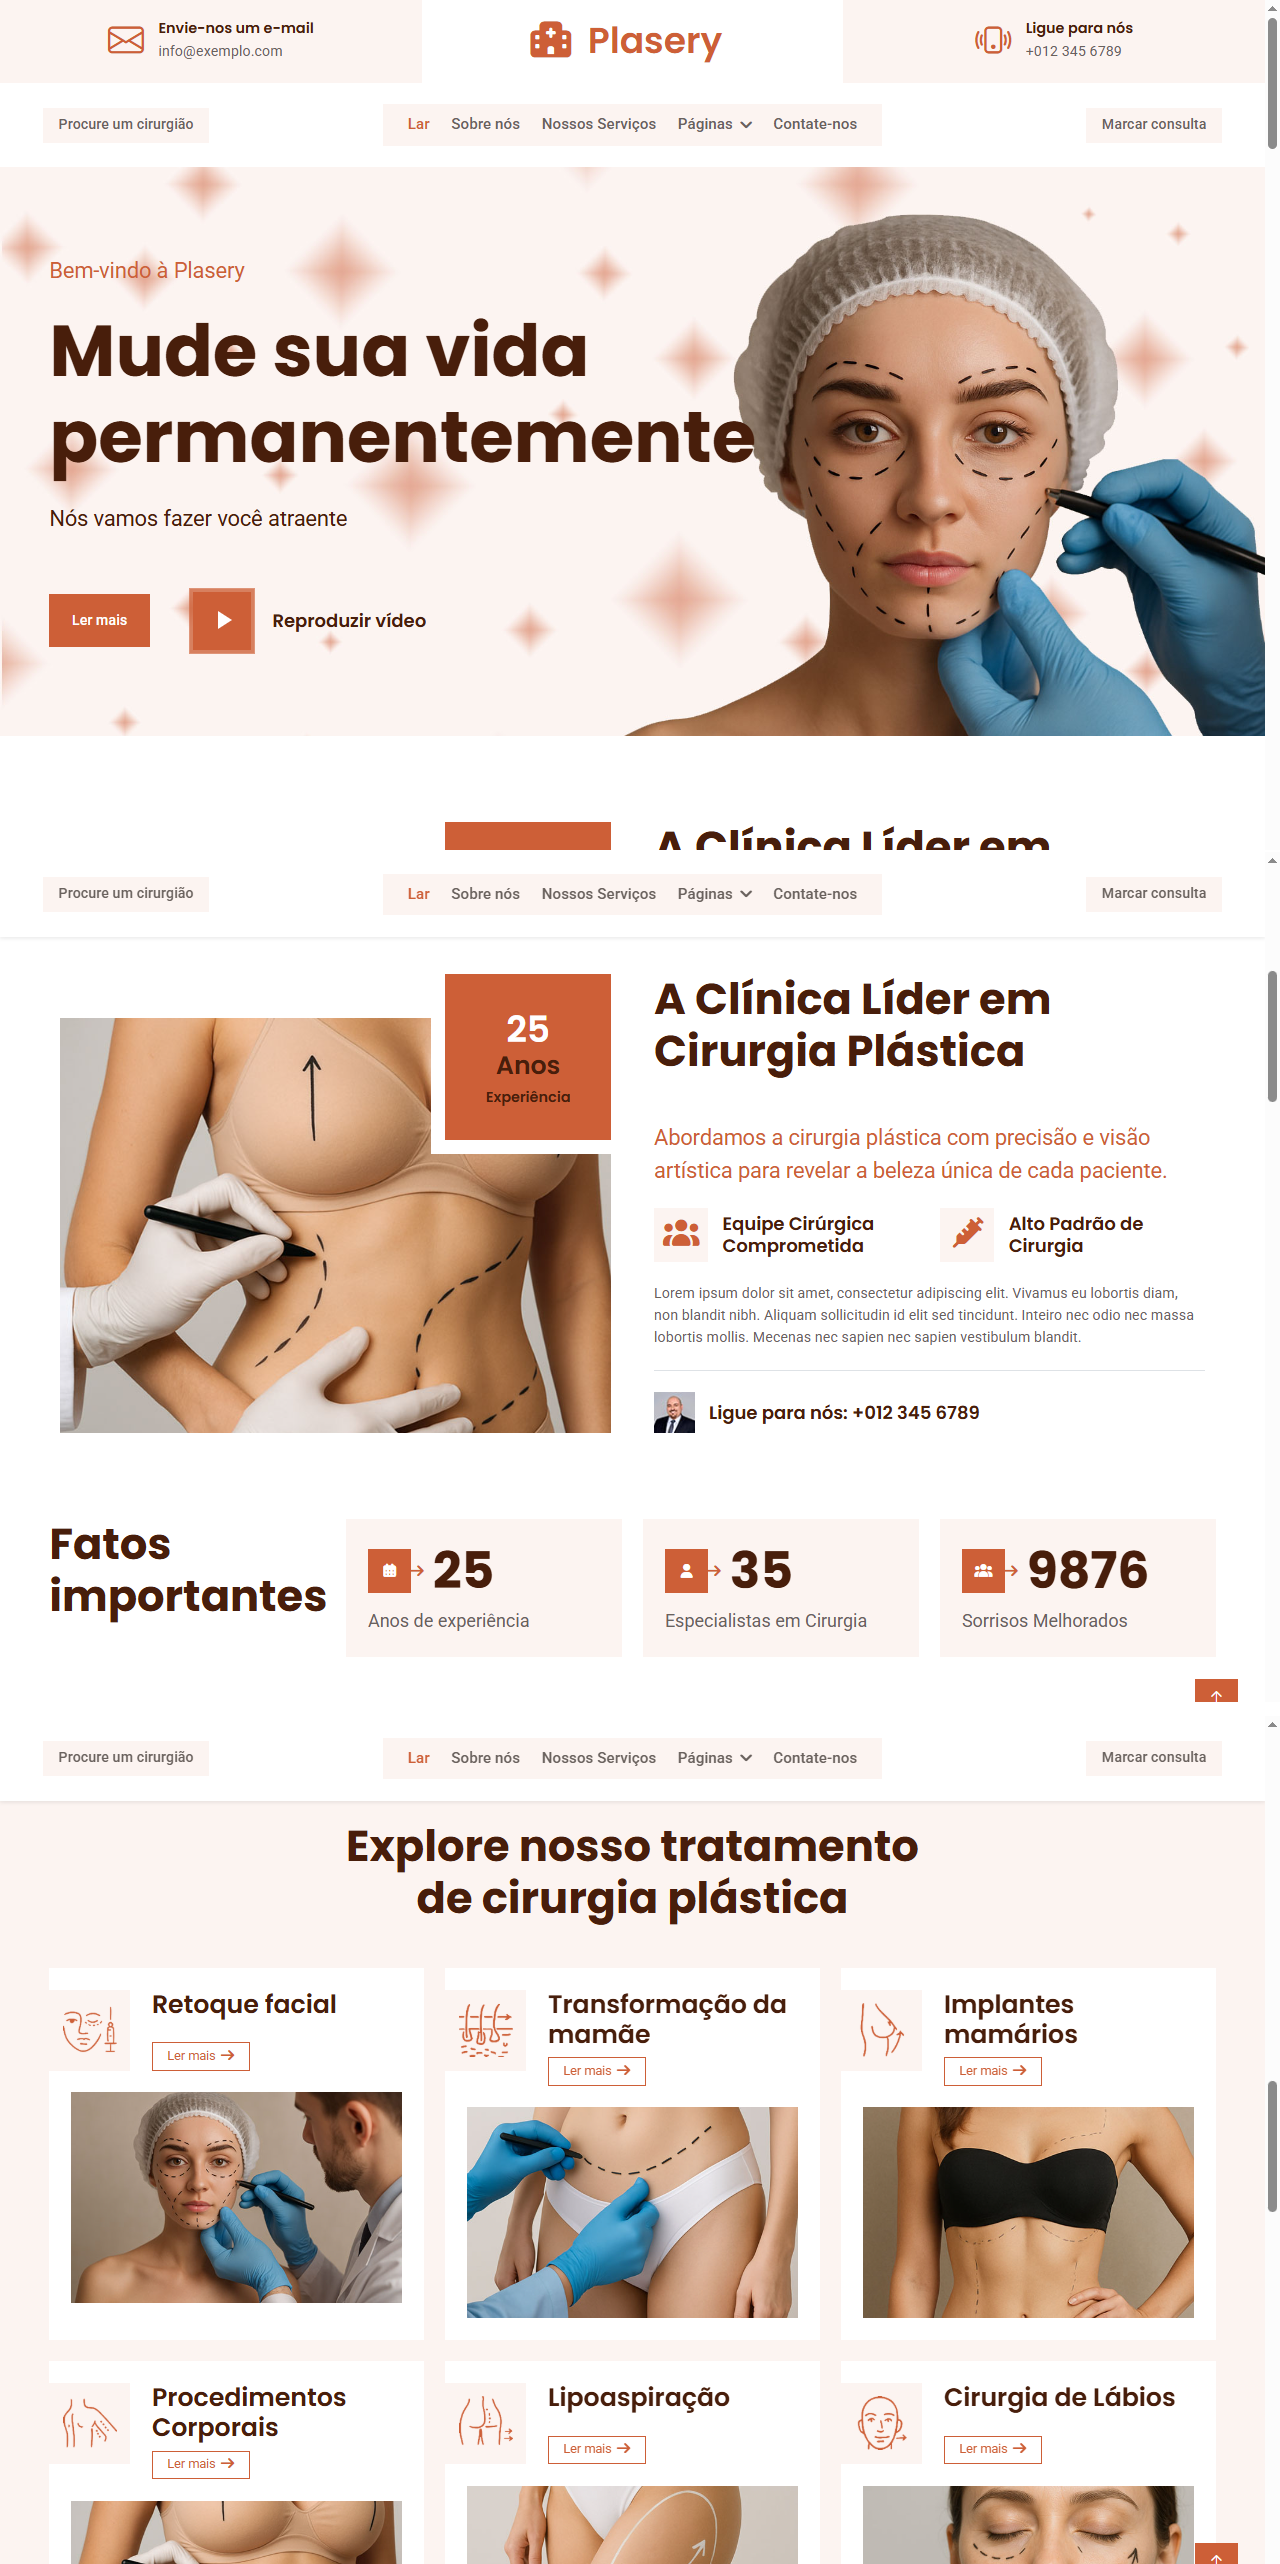 Envie-nos um e-mail
info@exemplo.com
Plasery
Ligue para nós
+012 345 6789
Procure um cirurgião
Lar
Sobre nós
Nossos Serviços
Páginas
Contate-nos
Marcar consulta
Bem-vindo à Plasery
Mude sua vida
permanentemente
Nós vamos fazer você atraente
Ler mais
Reproduzir vídeo
A Clínica Líder em
Procure um cirurgião
Lar
Sobre nós
Nossos Serviços
Páginas
Contate-nos
Marcar consulta
25
Anos
Experiência
A Clínica Líder em
Cirurgia Plástica
Abordamos a cirurgia plástica com precisão e visão
artística para revelar a beleza única de cada paciente.
Equipe Cirúrgica
Comprometida
Alto Padrão de
Cirurgia
Lorem ipsum dolor sit amet, consectetur adipiscing elit. Vivamus eu lobortis diam,
non blandit nibh. Aliquam sollicitudin id elit sed tincidunt. Inteiro nec odio nec massa
lobortis mollis. Mecenas nec sapien nec sapien vestibulum blandit.
Ligue para nós: +012 345 6789
Fatos
importantes
25
Anos de experiência
35
Especialistas em Cirurgia
9876
Sorrisos Melhorados
Procure um cirurgião
Lar
Sobre nós
Nossos Serviços
Páginas
Contate-nos
Marcar consulta
Explore nosso tratamento
de cirurgia plástica
Retoque facial
Ler mais
Transformação da
mamãe
Ler mais
Implantes
mamários
Ler mais
Procedimentos
Corporais
Ler mais
Lipoaspiração
Ler mais
Cirurgia de Lábios
Ler mais